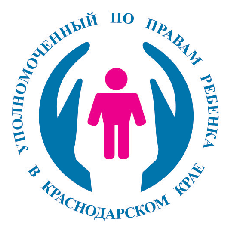 УПОЛНОМОЧЕННЫЙ ПО ПРАВАМ РЕБЕНКА
В КРАСНОДАРСКОМ КРАЕ